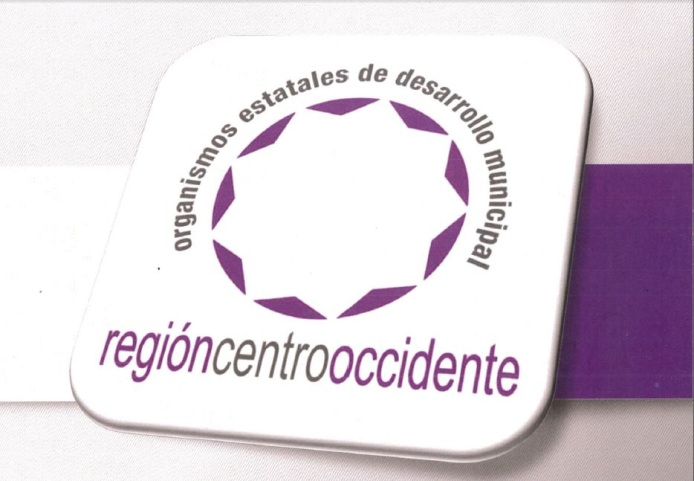 organismos estatales de desarrollo municipal
regióncentrooccidente